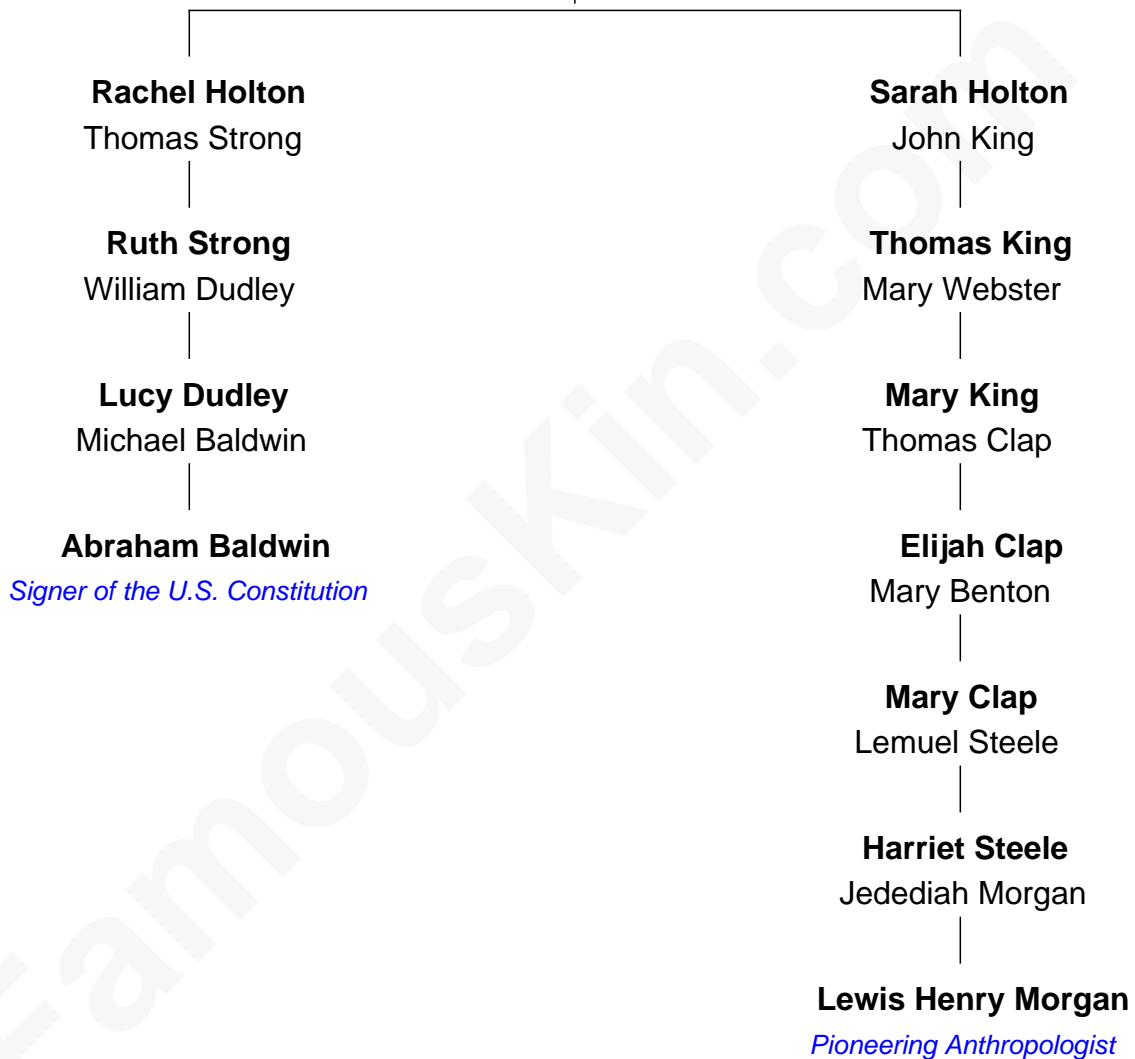 Rachel Holton
Thomas Strong
Ruth Strong
William Dudley
Lucy Dudley
Michael Baldwin
Abraham Baldwin
Signer of the U.S. Constitution
Sarah Holton
John King
Thomas King
Mary Webster
Mary King
Thomas Clap
Elijah Clap
Mary Benton
Mary Clap
Lemuel Steele
Harriet Steele
Jedediah Morgan
Lewis Henry Morgan
Pioneering Anthropologist
FamousKin.com